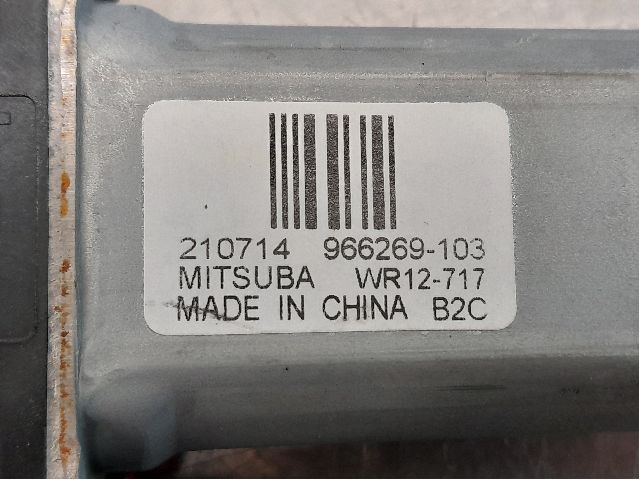 210714 966269-103
MITSUBA WR12-717
MADE IN CHINA B2C